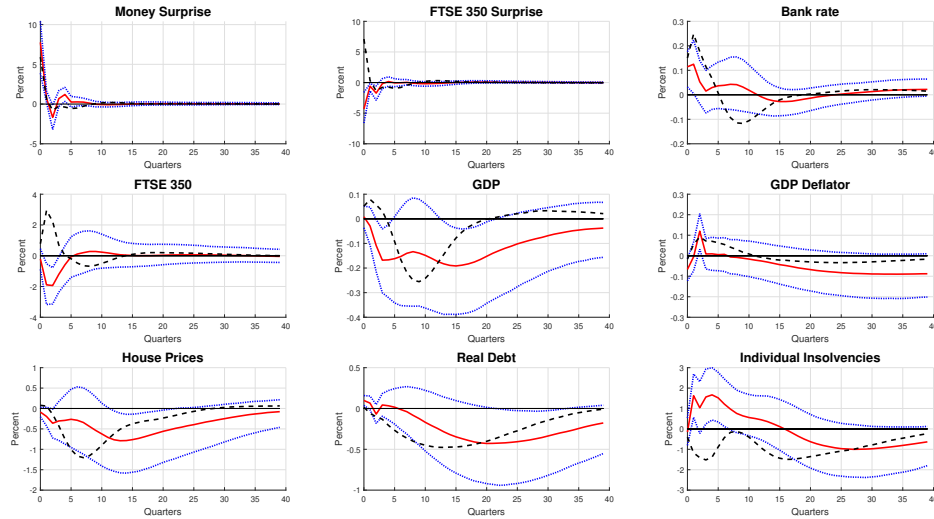 Money Surprise
Percent
10
5
0
-5
0 5 10 15 20 25 30 35 40
Quarters
FTSE 350 Surprise
Percent
10
5
0
-5
-10
0 5 10 15 20 25 30 35 40
Quarters
Bank rate
Percent
0.3
0.2
0.1
0
-0.1
-0.2
0 5 10 15 20 25 30 35 40
Quarters
FTSE 350
Percent
4
2
0
-2
-4
0 5 10 15 20 25 30 35 40
Quarters
GDP
Percent
0.1
0
-0.1
-0.2
-0.3
-0.4
0 5 10 15 20 25 30 35 40
Quarters
GDP Deflator
Percent
0.3
0.2
0.1
0
-0.1
-0.2
-0.3
0 5 10 15 20 25 30 35 40
Quarters
House Prices
Percent
1
0.5
0
-0.5
-1
-1.5
-2
0 5 10 15 20 25 30 35 40
Quarters
Real Debt
Percent
0.5
0
-0.5
-1
0 5 10 15 20 25 30 35 40
Quarters
Individual Insolvencies
Percent
3
2
1
0
-1
-2
-3
0 5 10 15 20 25 30 35 40
Quarters